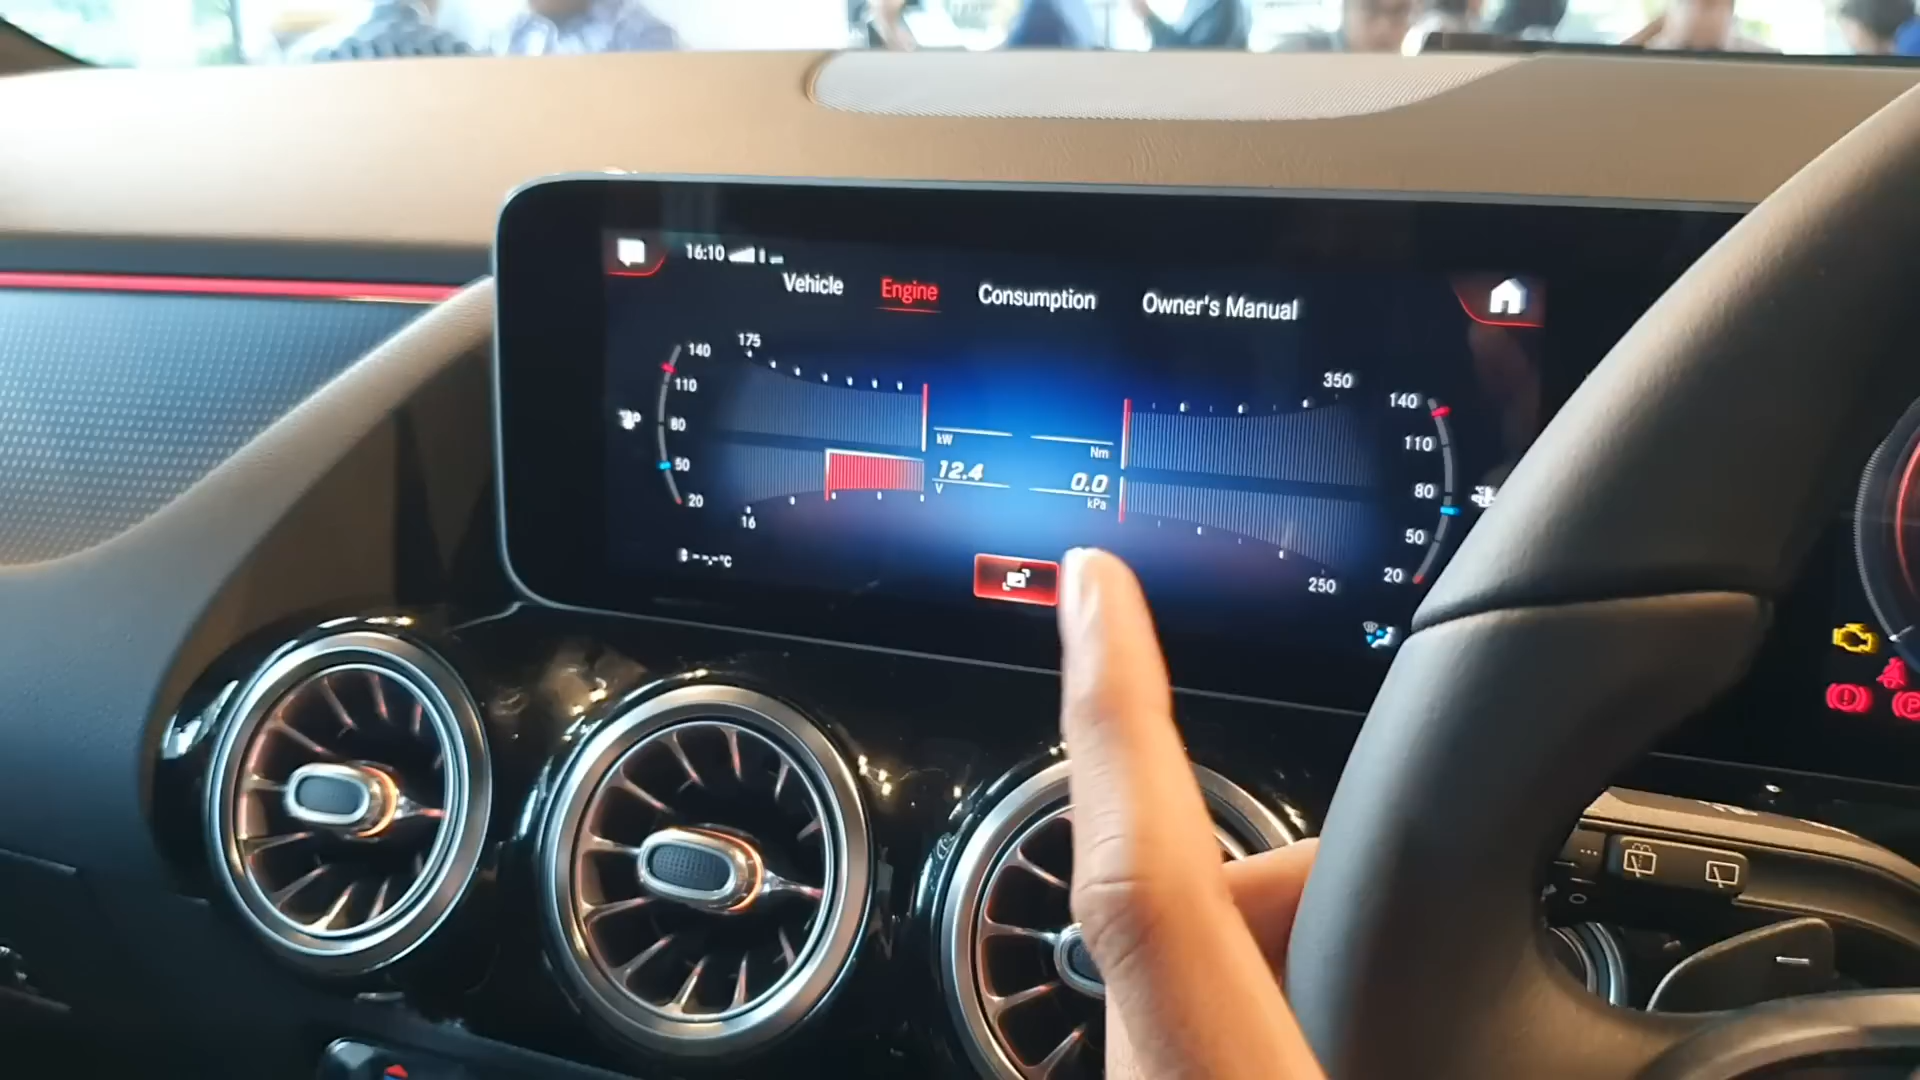 16:10
Vehicle Engine Consumption Owner's Manual
175
140
110
80
50
20
350
140
110
80
50
20
kW
Nm
12.4
V
0.0
kPa
16
250
--,-°C
P